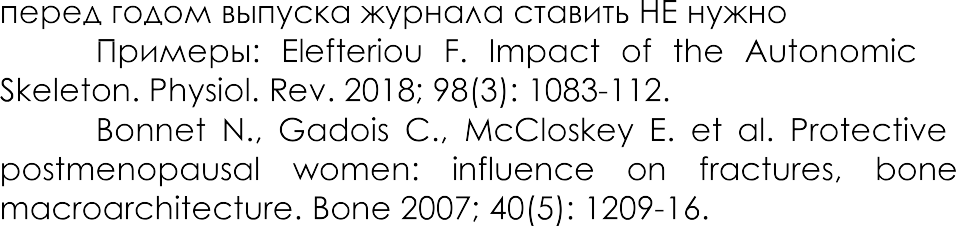 перед годом выпуска журнала ставить НЕ нужно
Примеры: Elefteriou F. Impact of the Autonomic
Skeleton. Physiol. Rev. 2018; 98(3): 1083-112.
Bonnet N., Gadois C., McCloskey E. et al. Protective
postmenopausal women: influence on fractures, bone
macroarchitecture. Bone 2007; 40(5): 1209-16.